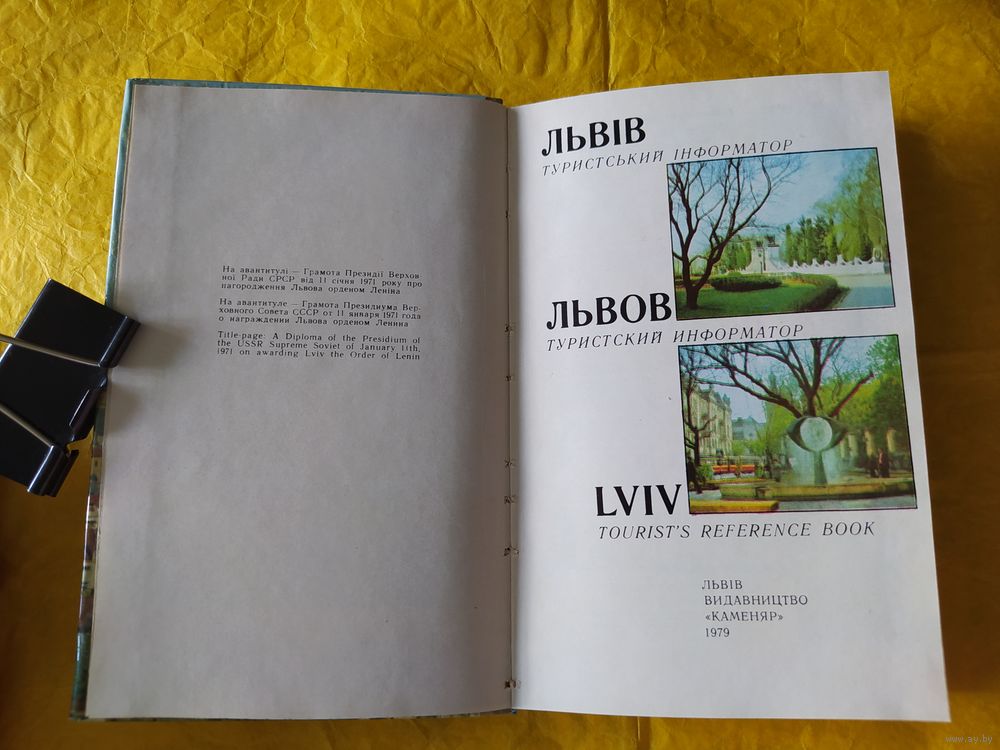 На авантитулі — Грамота Президії Верхов
ної Ради СРСР від 11 січня 1971 року про
нагородження Львова орденом Леніна
На авантитуле — Грамота Президиума Вер-
ховного Совета СССР от 11 января 1971 года
о награждении Львова орденом Ленина
Title-page: A Diploma of the Presidium of
the USSR Supreme Soviet of January 11th,
1971 on awarding Lviv the Order of Lenin
ЛЬВІВ
ТУРИСТСЬКИЙ ІНФОРМАТОР
ЛЬВОВ
ТУРИСТСКИЙ ИНФОРМАТОР
LVIV
TOURIST'S REFERENCE BOOK
ЛЬВІВ
ВИДАВНИЦТВО
«КАМЕНЯР»
1979
www.ay.by